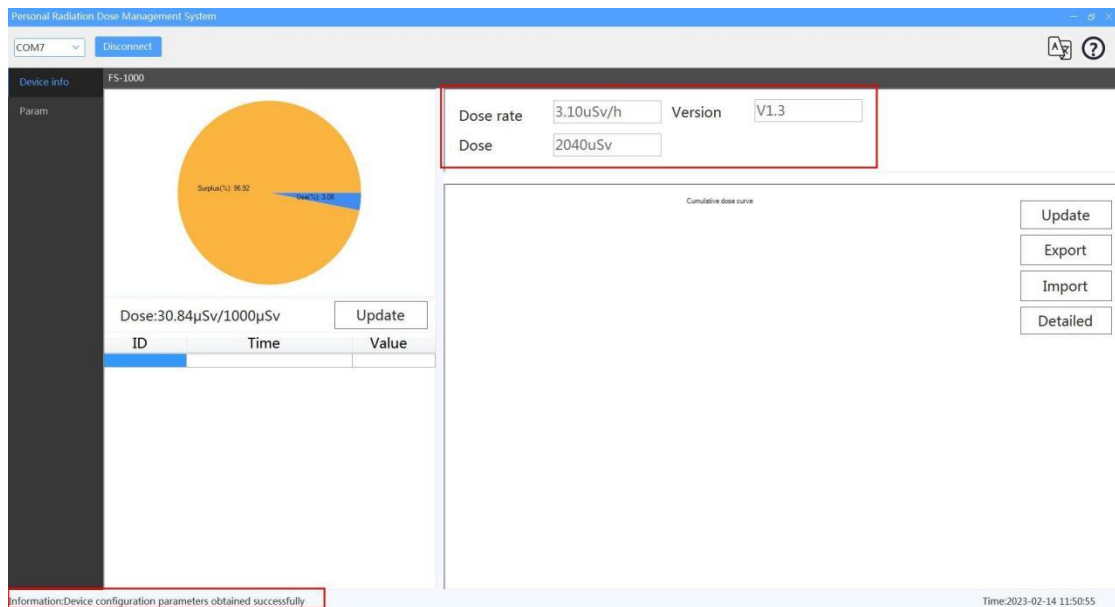 Personal Radiation Dose Management System
COM7 Disconnect
Device info
Param
FS-1000
Surplus(%): 96.92
Use(%): 3.08
Dose:30.84μSv/1000μSv Update
ID Time Value
Dose rate 3.10uSv/h Version V1.3
Dose 2040uSv
Cumulative dose curve
Update
Export
Import
Detailed
Information:Device configuration parameters obtained successfully
Time:2023-02-14 11:50:55